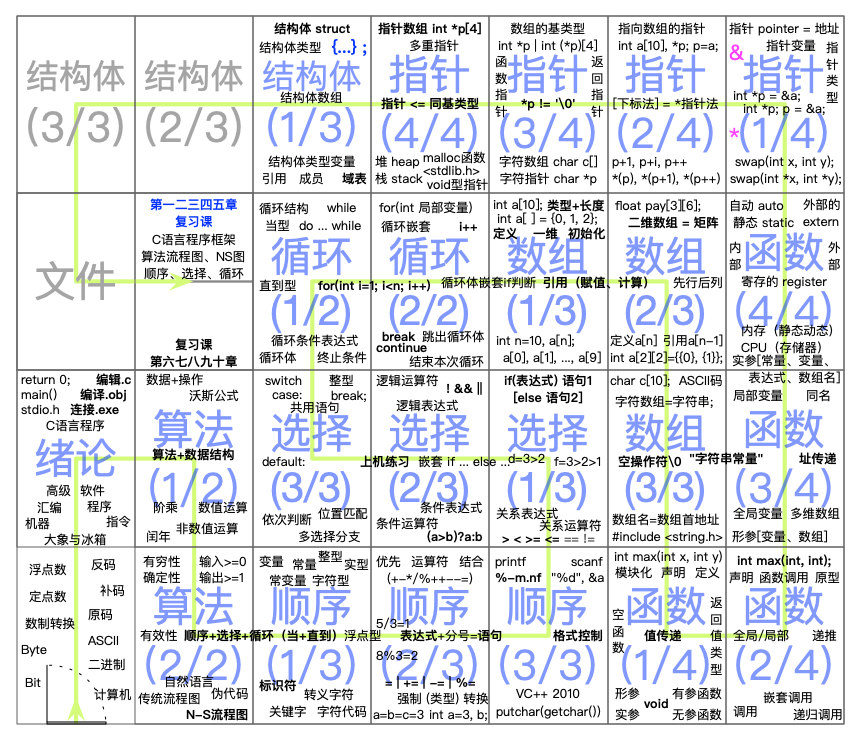 结构体
(3/3)
结构体
(2/3)
结构体 struct
结构体类型 {...} ;
结构体
结构体数组
(1/3)
结构体类型变量
引用 成员 域表
指针数组 int *p[4]
多重指针
指针
指针 <= 同基类型
(4/4)
堆 heap malloc函数
<stdlib.h>
栈 stack void型指针
数组的基类型
int *p | int (*p)[4]
函数指针
指针
返回指针
*p != '\0'
(3/4)
字符数组 char c[]
字符指针 char *p
指向数组的指针
int a[10], *p; p=a;
指针
[下标法] = *指针法
(2/4)
p+1, p+i, p++
*(p), *(p+1), *(p++)
指针 pointer = 地址
& 指针变量
指针
指针类型
int *p = &a;
int *p; p = &a;
*
(1/4)
swap(int x, int y);
swap(int *x, int *y);
文件
第一二三四五章
复习课
C语言程序框架
算法流程图、NS图
顺序、选择、循环
复习课
第六七八九十章
循环结构 while
当型 do ... while
循环
直到型 for(int i=1; i<n; i++)
(1/2)
循环条件表达式
循环体 终止条件
for(int 局部变量)
循环嵌套 i++
循环
循环体嵌套if判断
(2/2)
break 跳出循环体
continue
结束本次循环
int a[10]; 类型+长度
int a[ ] = {0, 1, 2};
定义 一维 初始化
数组
引用（赋值、计算）
(1/3)
int n=10, a[n];
a[0], a[1], ..., a[9]
float pay[3][6];
二维数组 = 矩阵
数组
先行后列
(2/3)
定义a[n] 引用a[n-1]
int a[2][2]={{0}, {1}};
自动 auto 外部的
静态 static extern
内部
函数
外部
寄存的 register
(4/4)
内存（静态动态）
CPU（存储器）
实参[常量、变量、
表达式、数组名]
return 0; 编辑.c
main() 编译.obj
stdio.h 连接.exe
C语言程序
绪论
高级 软件
汇编 程序
机器 指令
大象与冰箱
数据+操作
沃斯公式
算法
算法+数据结构
(1/2)
阶乘 数值运算
闰年 非数值运算
switch 整型
case: break;
共用语句
选择
default:
(3/3)
依次判断 位置匹配
多选择分支
逻辑运算符 ! && ||
逻辑表达式
选择
上机练习 嵌套 if ... else ...
(2/3)
条件表达式
条件运算符
(a>b)?a:b
if(表达式) 语句1
[else 语句2]
选择
d=3>2 f=3>2>1
(1/3)
关系表达式
关系运算符
> < >= <= == !=
char c[10]; ASCII码
字符数组=字符串;
数组
空操作符\0 "字符串常量"
(3/3)
数组名=数组首地址
#include <string.h>
局部变量 同名
函数
址传递
(3/4)
全局变量 多维数组
形参[变量、数组]
浮点数 反码
定点数 补码
数制转换 原码
Byte ASCII
二进制
Bit 计算机
有穷性 输入>=0
确定性 输出>=1
算法
有效性 顺序+选择+循环（当+直到）
(2/2)
自然语言
传统流程图 伪代码
N-S流程图
变量 常量 整型 实型
常变量 字符型
顺序
浮点型
(1/3)
标识符 转义字符
关键字 字符代码
优先 运算符 结合
(+-*/%++--=)
顺序
5/3=1
表达式+分号=语句
8%3=2
(2/3)
= | += | -= | %=
强制 (类型) 转换
a=b=c=3 int a=3, b;
printf scanf
%-m.nf "%d", &a
顺序
格式控制
(3/3)
VC++ 2010
putchar(getchar())
int max(int x, int y)
模块化 声明 定义
空函数
函数
返回值类型
值传递
(1/4)
形参 void 有参函数
实参 无参函数
int max(int, int);
声明 函数调用 原型
函数
全局/局部 递推
(2/4)
嵌套调用
调用 递归调用